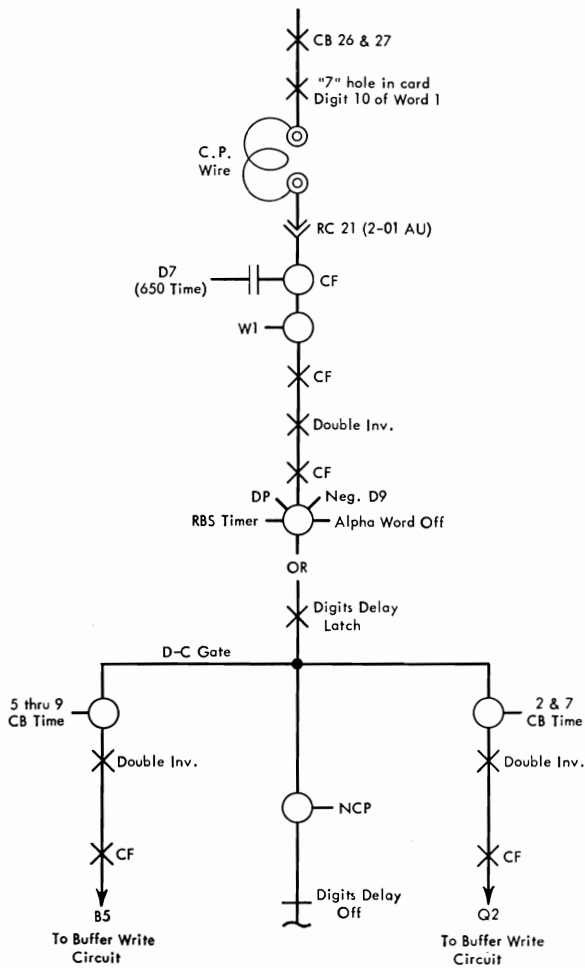 CB 26 & 27
"7" hole in card
Digit 10 of Word 1
C.P.
Wire
RC 21 (2-01 AU)
D7
(650 Time)
CF
W1
CF
Double Inv.
CF
DP
Neg. D9
RBS Timer
Alpha Word Off
OR
Digits Delay
Latch
D-C Gate
5 thru 9
CB Time
2 & 7
CB Time
Double Inv.
Double Inv.
NCP
CF
CF
Digits Delay
Off
B5
Q2
To Buffer Write
Circuit
To Buffer Write
Circuit